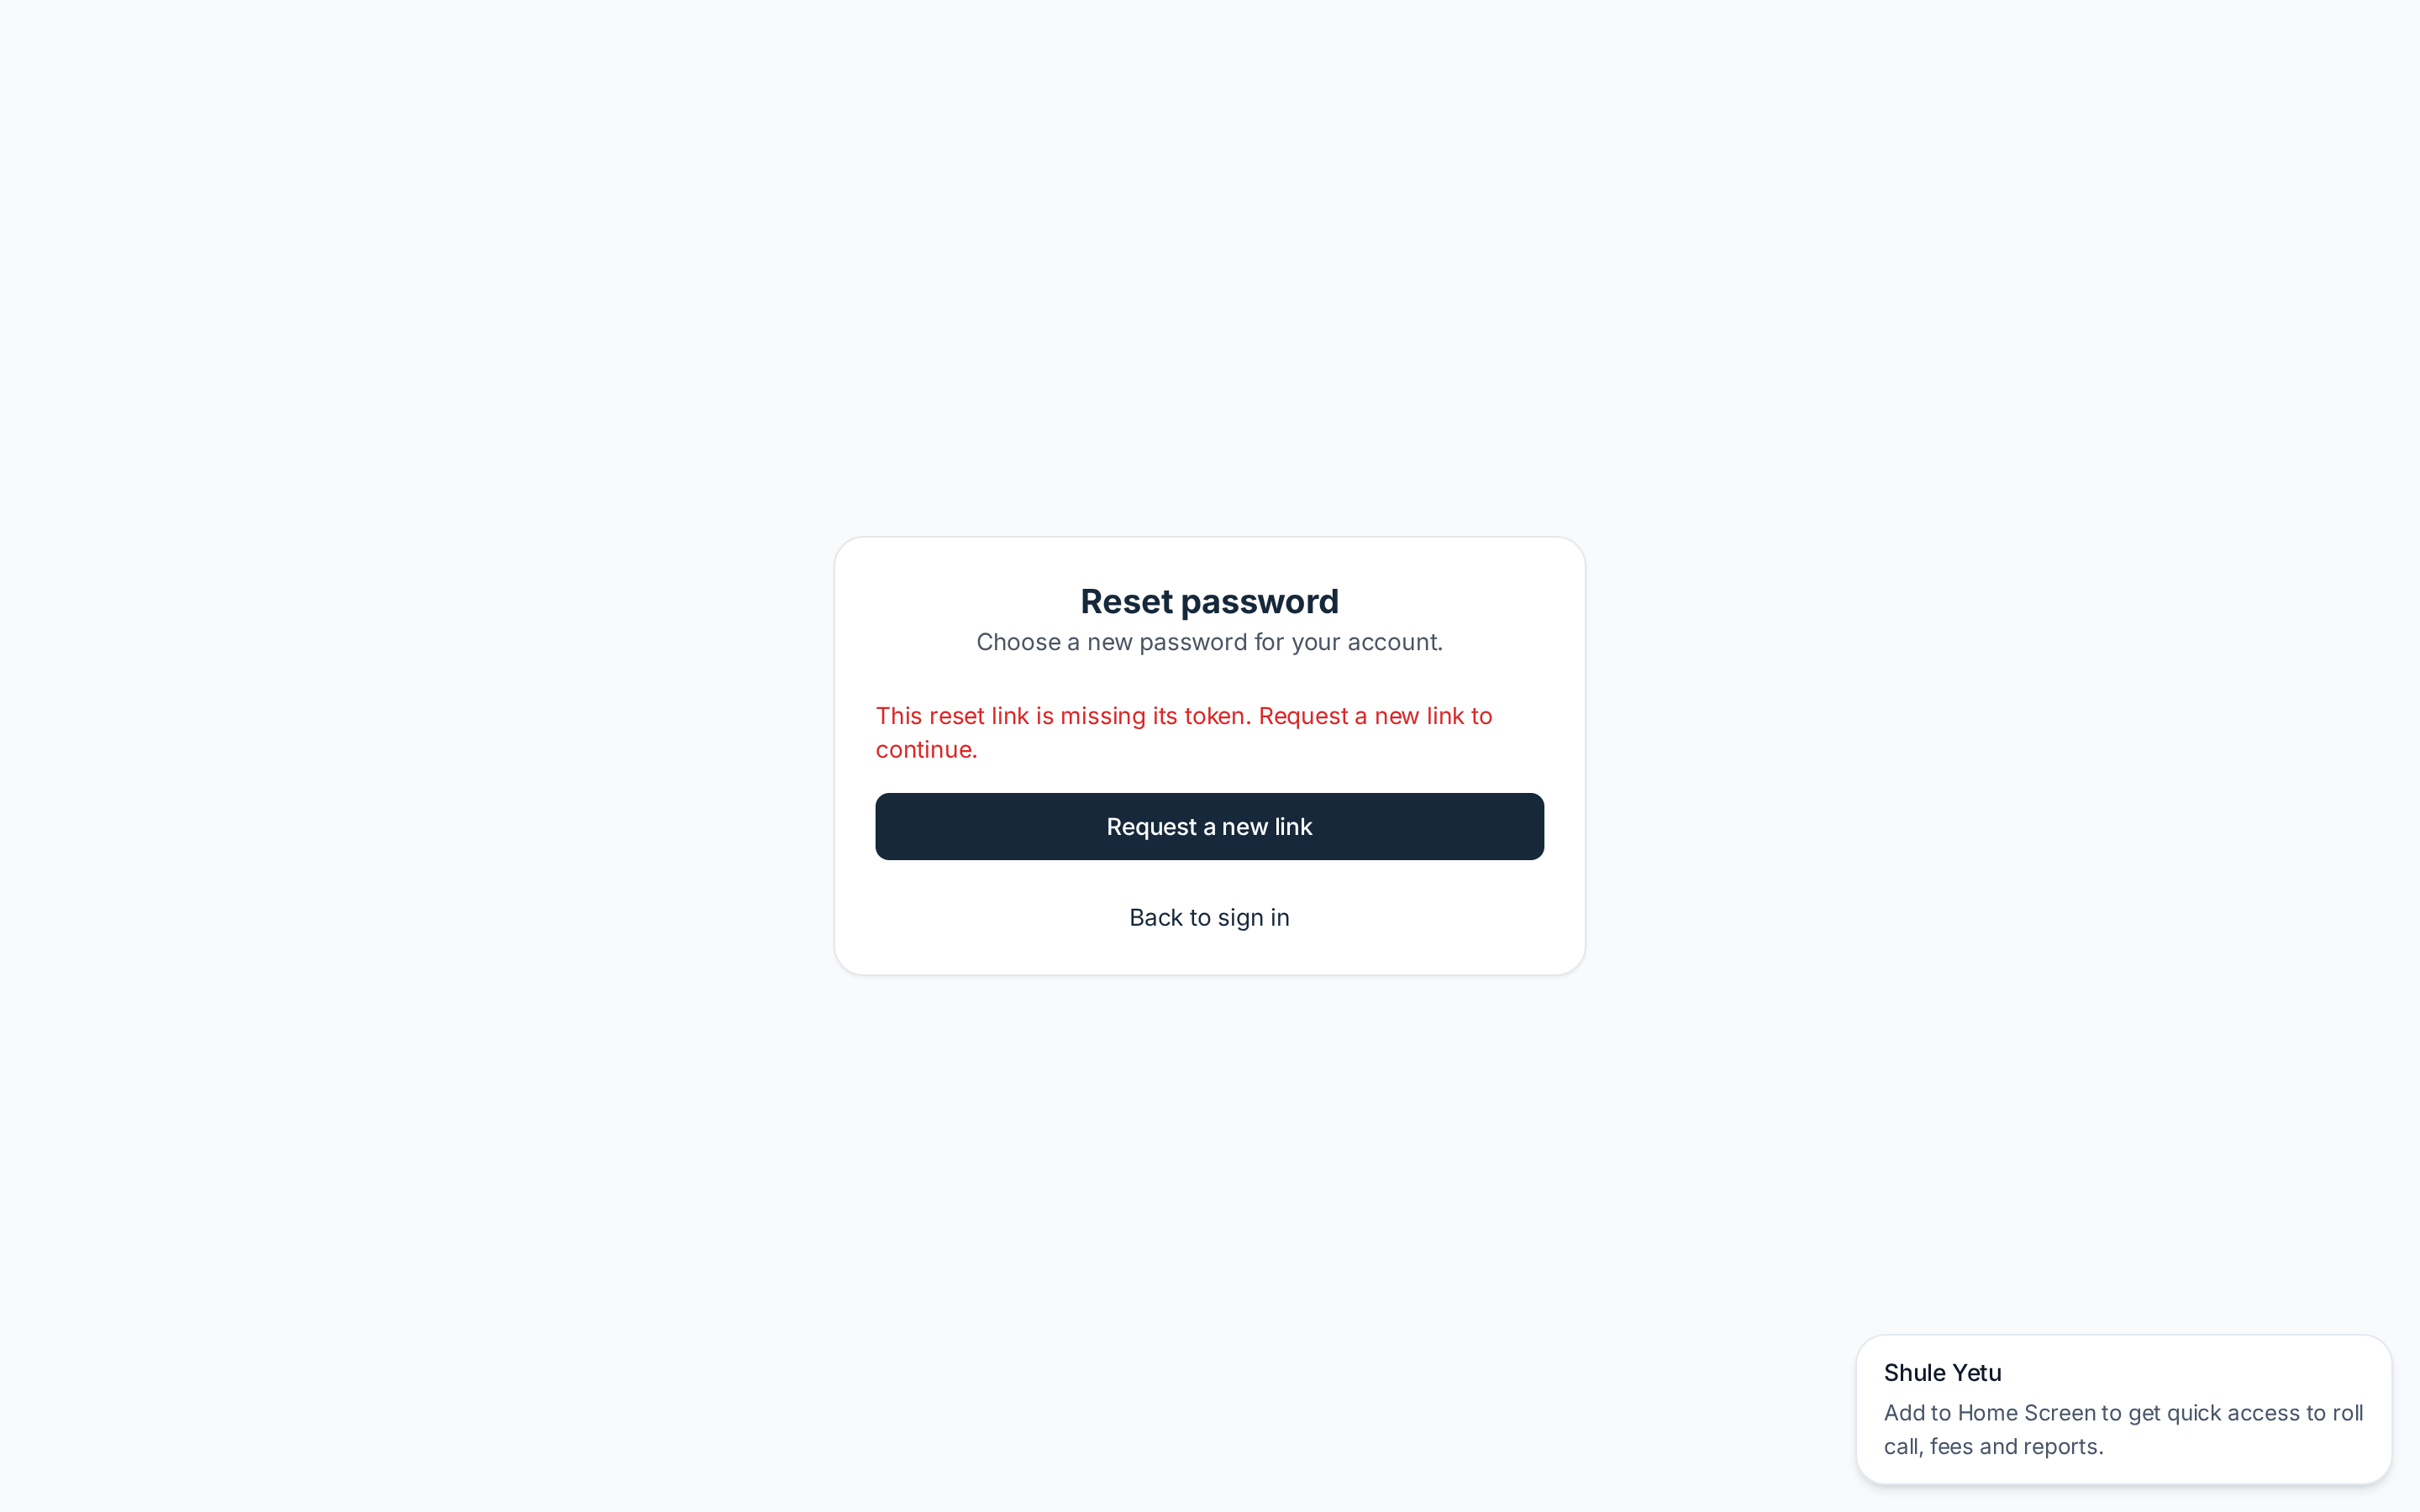 Reset password
Choose a new password for your account.
This reset link is missing its token. Request a new link to
continue.
Request a new link
Back to sign in
Shule Yetu
Add to Home Screen to get quick access to roll
call, fees and reports.